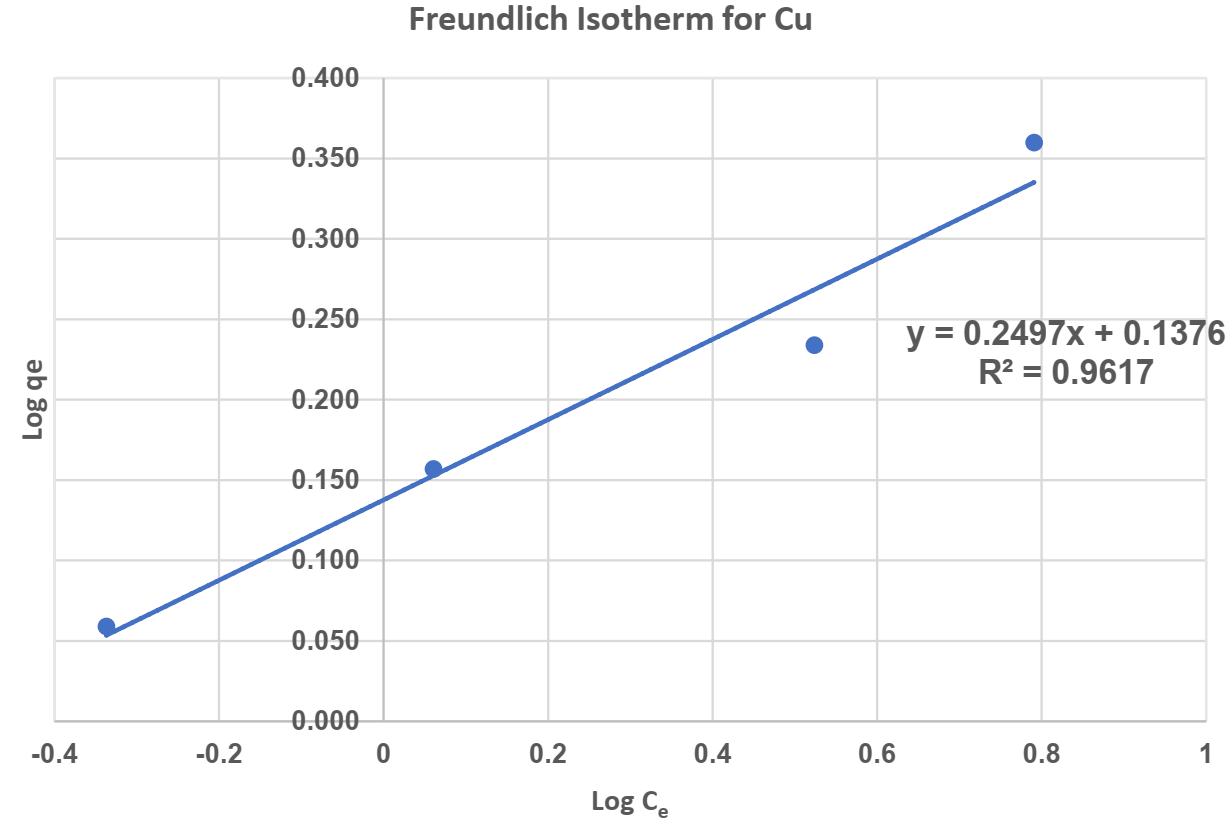 Freundlich Isotherm for Cu
0.400
0.350
0.300
0.250
0.200
0.150
0.100
0.050
0.000
y = 0.2497x + 0.1376
R² = 0.9617
Log qe
-0.4 -0.2 0 0.2 0.4 0.6 0.8 1
Log Cₑ